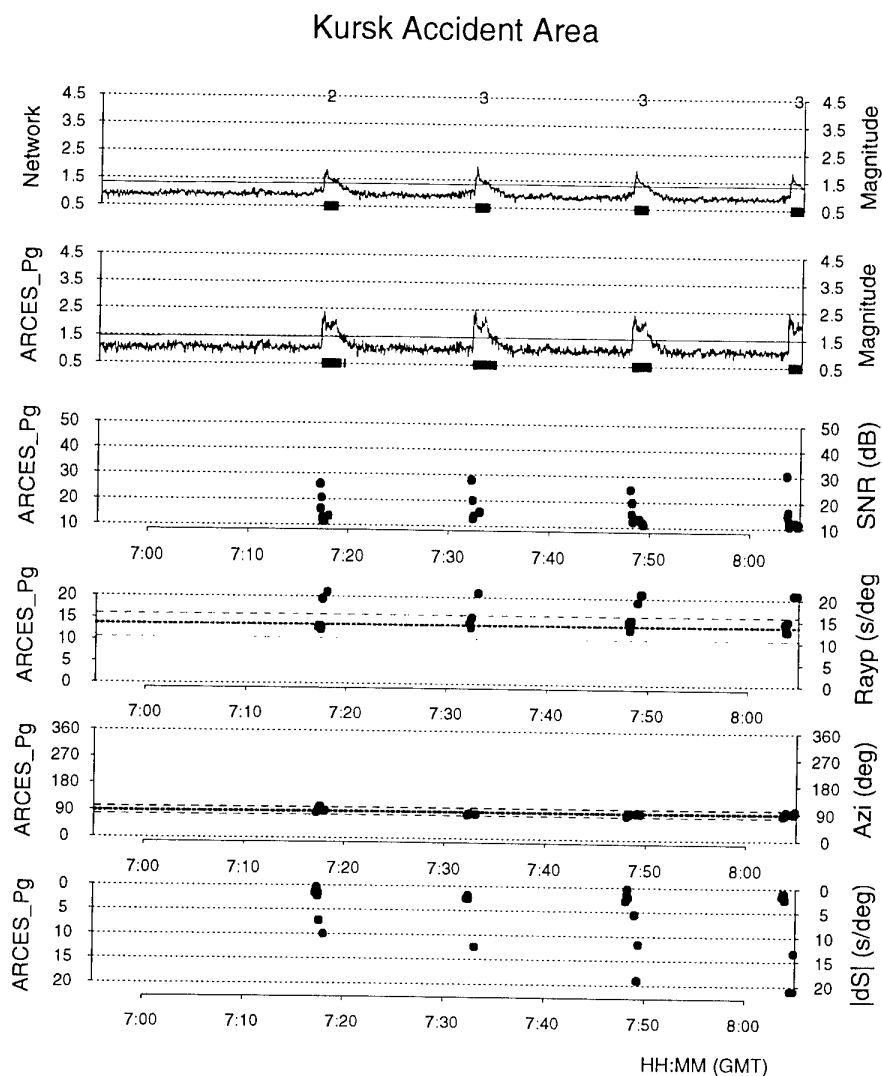 Kursk Accident Area
Network
4.5 3.5 2.5 1.5 0.5
2 3 3 3
4.5 3.5 2.5 1.5 0.5
Magnitude
ARCES_Pg
4.5 3.5 2.5 1.5 0.5
4.5 3.5 2.5 1.5 0.5
Magnitude
ARCES_Pg
50 40 30 20 10
50 40 30 20 10
SNR (dB)
7:00 7:10 7:20 7:30 7:40 7:50 8:00
ARCES_Pg
20 15 10 5 0
20 15 10 5 0
Rayp (s/deg
7:00 7:10 7:20 7:30 7:40 7:50 8:00
ARCES_Pg
360 270 180 90 0
360 270 180 90 0
Azi (deg)
7:00 7:10 7:20 7:30 7:40 7:50 8:00
ARCES_Pg
0 5 10 15 20
0 5 10 15 20
|dS| (s/deg)
7:00 7:10 7:20 7:30 7:40 7:50 8:00
HH:MM (GMT)